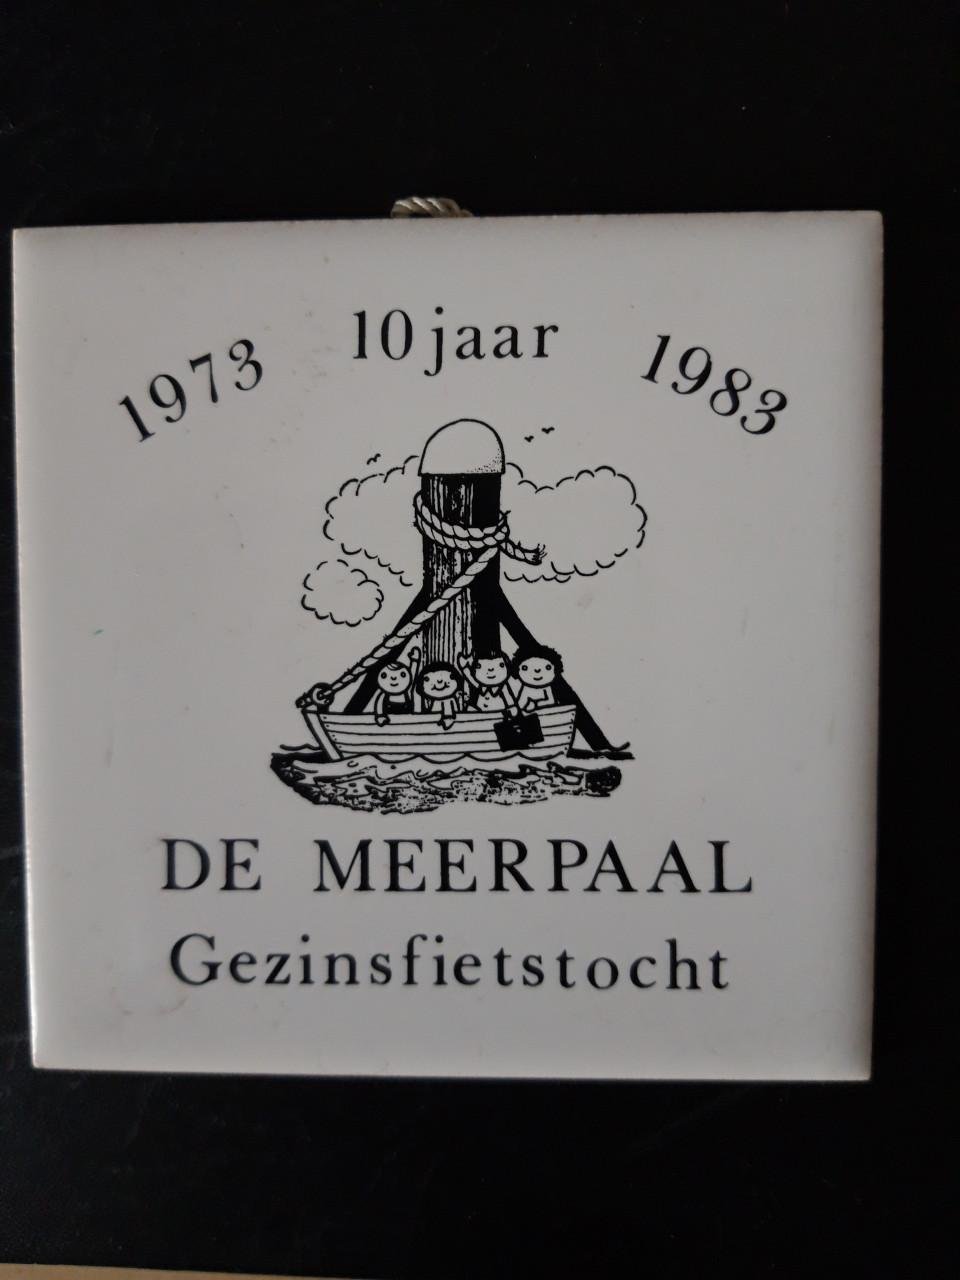 1973 10 jaar 1983
DE MEERPAAL
Gezinsfietstocht